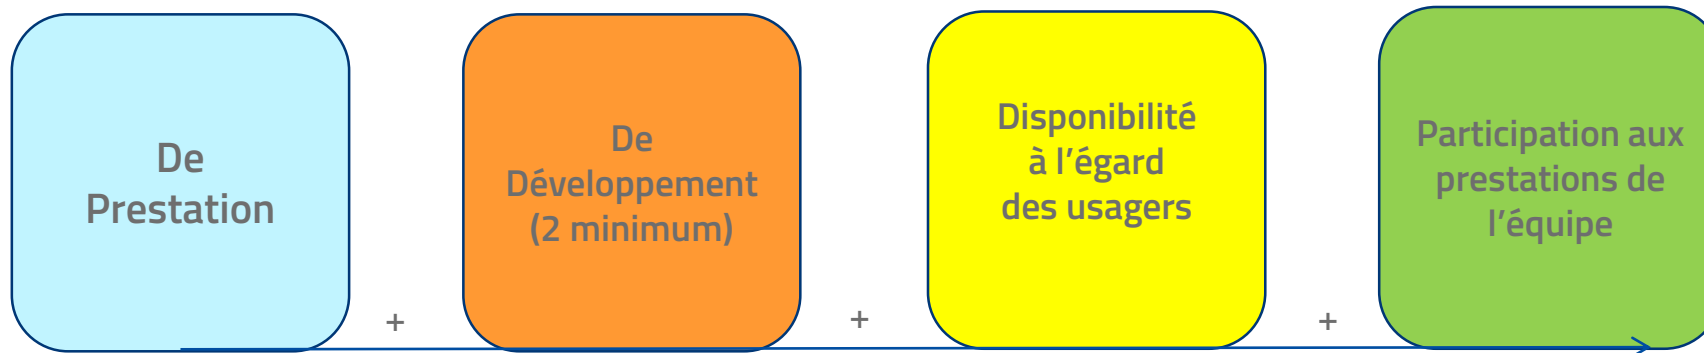 De
Prestation
+
De
Développement
(2 minimum)
+
Disponibilité
à l’égard
des usagers
+
Participation aux
prestations de
l’équipe